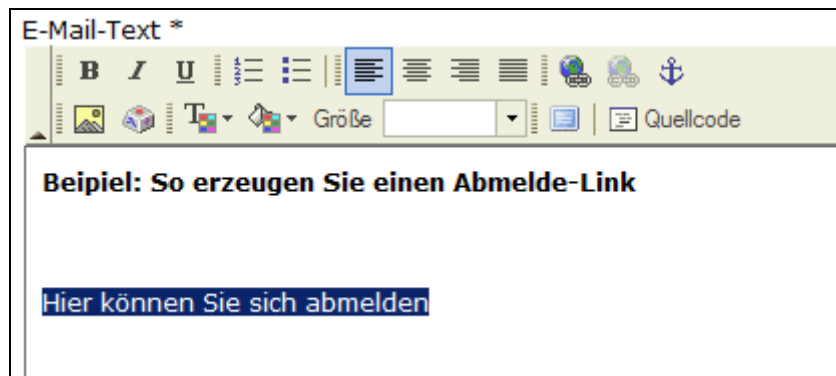 E-Mail-Text *
B I U
Größe Quellcode
Beipiel: So erzeugen Sie einen Abmelde-Link
Hier können Sie sich abmelden